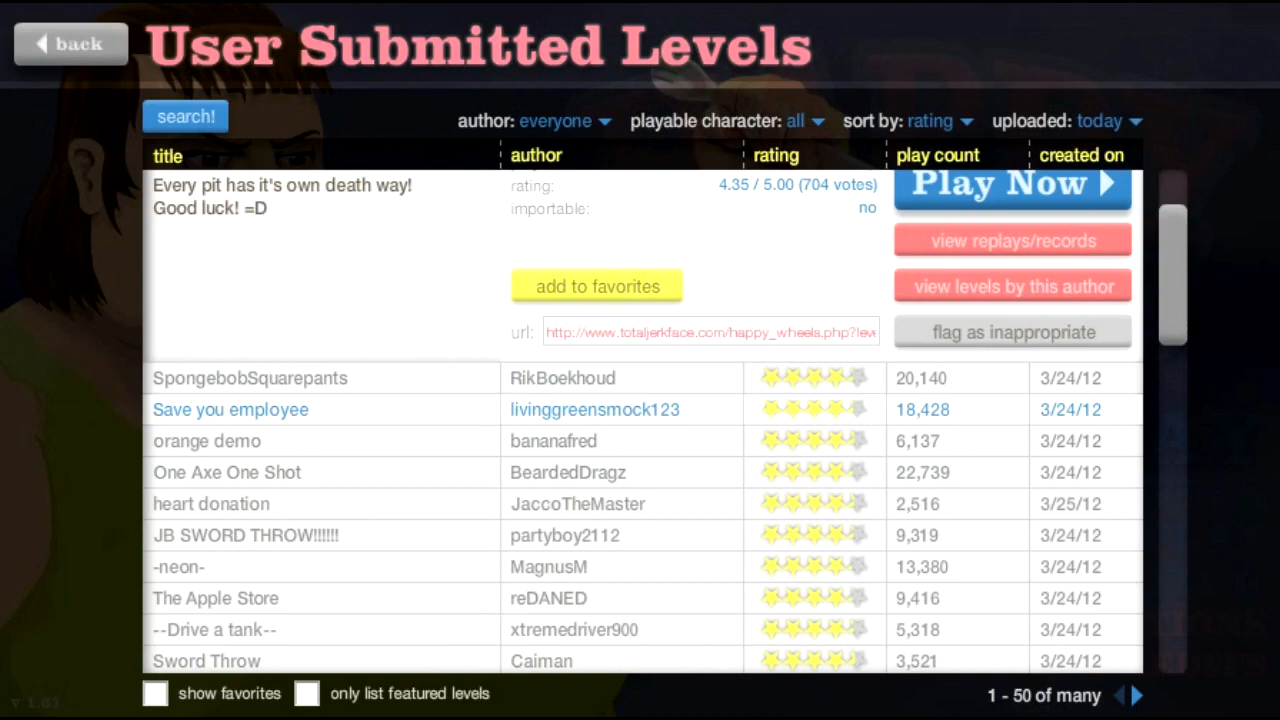 back
User Submitted Levels
search!
author: everyone playable character: all sort by: rating uploaded: today
title author rating play count created on
Every pit has it's own death way!
Good luck! =D
rating: 4.35 / 5.00 (704 votes)
importable: no
Play Now
view replays/records
add to favorites
view levels by this author
url: http://www.totaljerkface.com/happy_wheels.php?lev
flag as inappropriate
SpongebobSquarepants RikBoekhoud 20,140 3/24/12
Save you employee livinggreensmock123 18,428 3/24/12
orange demo bananafred 6,137 3/24/12
One Axe One Shot BeardedDragz 22,739 3/24/12
heart donation JaccoTheMaster 2,516 3/25/12
JB SWORD THROW!!!!!! partyboy2112 9,319 3/24/12
-neon- MagnusM 13,380 3/24/12
The Apple Store reDANED 9,416 3/24/12
--Drive a tank-- xtremedriver900 5,318 3/24/12
Sword Throw Caiman 3,521 3/24/12
show favorites only list featured levels 1 - 50 of many